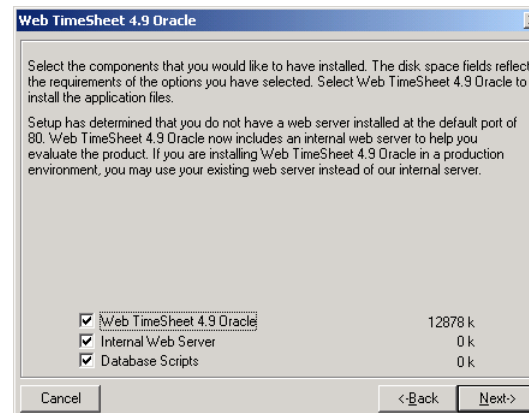 Web TimeSheet 4.9 Oracle
Select the components that you would like to have installed. The disk space fields reflect
the requirements of the options you have selected. Select Web TimeSheet 4.9 Oracle to
install the application files.
Setup has determined that you do not have a web server installed at the default port of
80. Web TimeSheet 4.9 Oracle now includes an internal web server to help you
evaluate the product. If you are installing Web TimeSheet 4.9 Oracle in a production
environment, you may use your existing web server instead of our internal server.
Web TimeSheet 4.9 Oracle 12878 k
Internal Web Server 0 k
Database Scripts 0 k
Cancel <-Back Next->